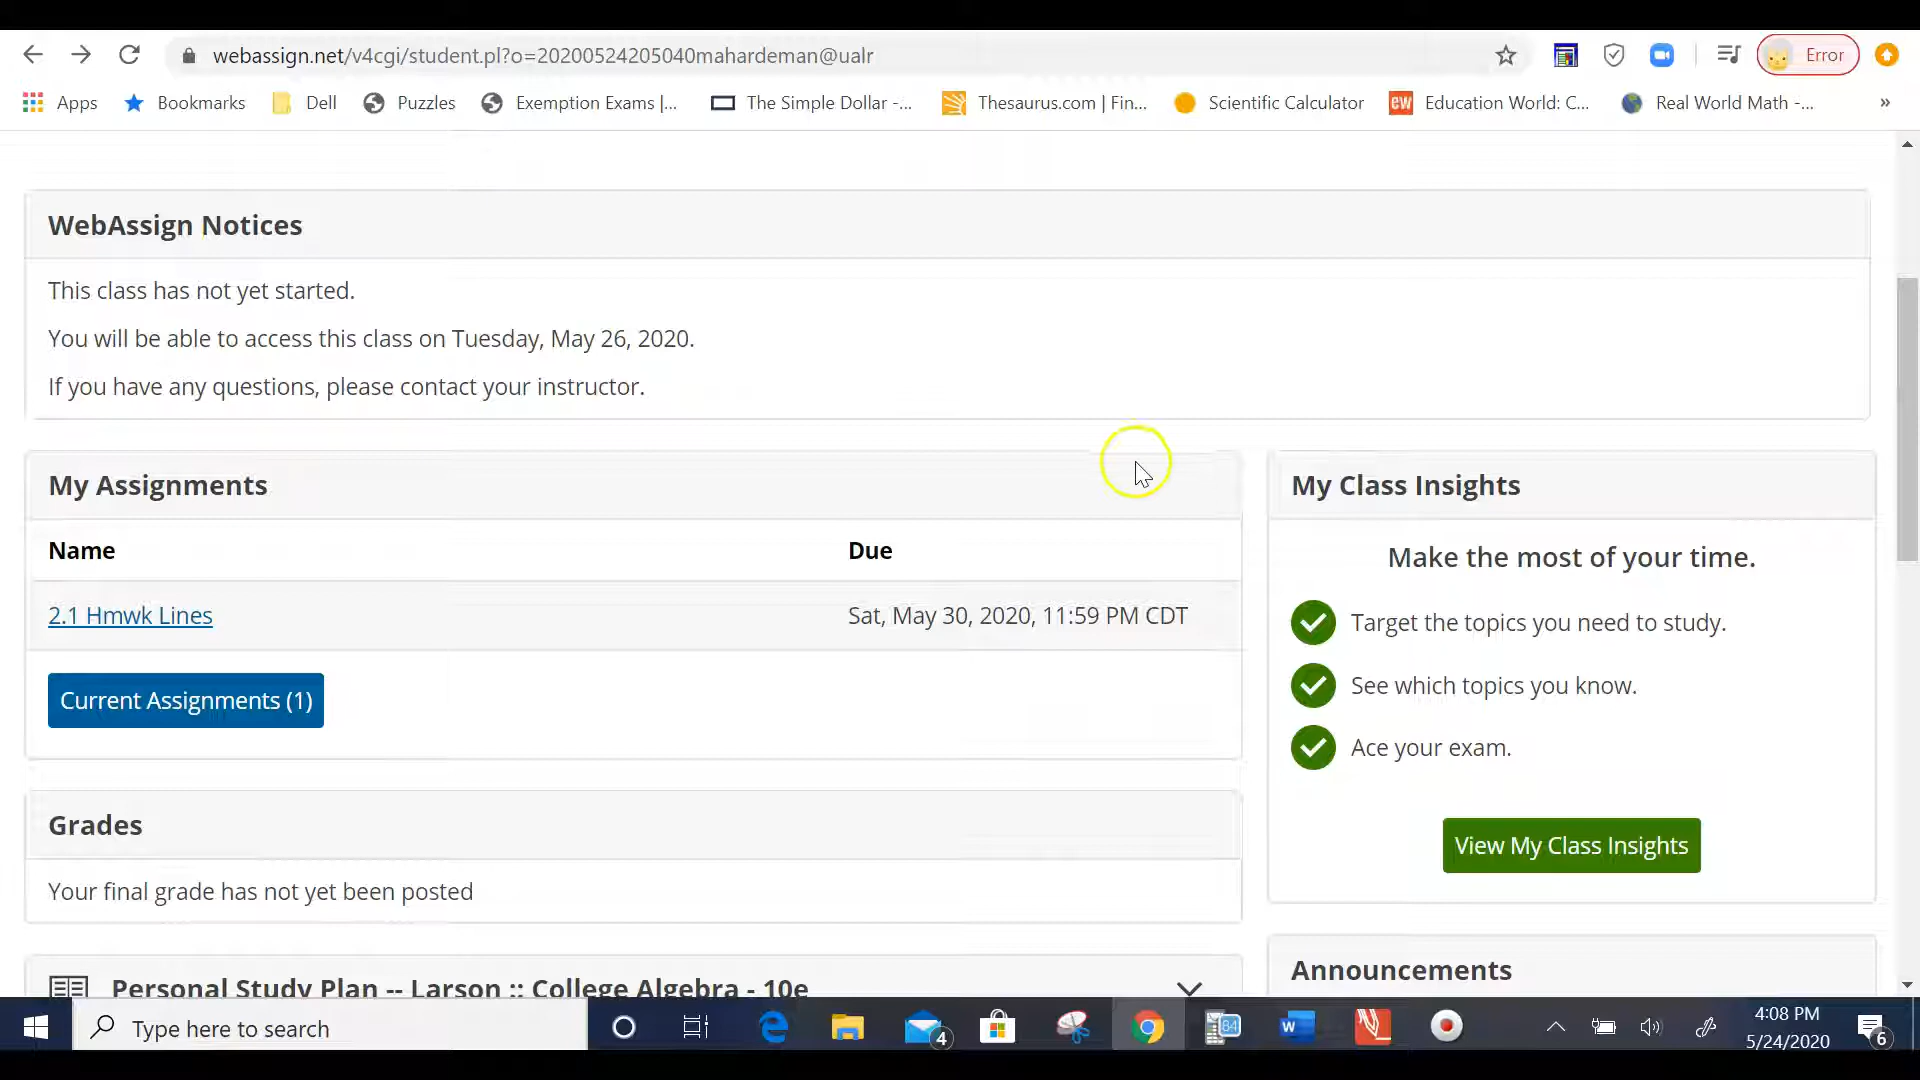 webassign.net/v4cgi/student.pl?o=20200524205040mahardeman@ualr
Error
Apps
Bookmarks
Dell
Puzzles
Exemption Exams |...
The Simple Dollar -...
Thesaurus.com | Fin...
Scientific Calculator
ew
Education World: C...
Real World Math -...
»
WebAssign Notices
This class has not yet started.
You will be able to access this class on Tuesday, May 26, 2020.
If you have any questions, please contact your instructor.
My Assignments
Name
Due
2.1 Hmwk Lines
Sat, May 30, 2020, 11:59 PM CDT
Current Assignments (1)
My Class Insights
Make the most of your time.
Target the topics you need to study.
See which topics you know.
Ace your exam.
View My Class Insights
Grades
Your final grade has not yet been posted
Personal Study Plan -- Larson :: College Algebra - 10e
Announcements
Type here to search
4
84
W
4:08 PM
5/24/2020
6